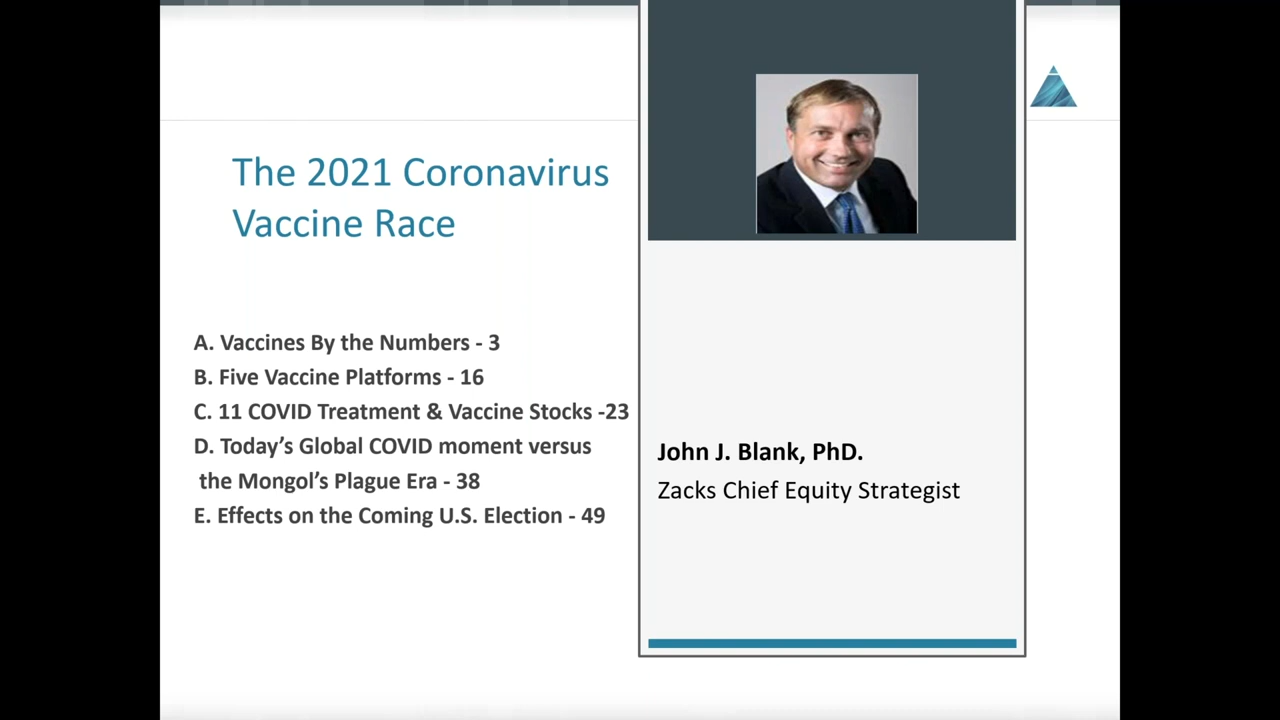 The 2021 Coronavirus
Vaccine Race
A. Vaccines By the Numbers - 3
B. Five Vaccine Platforms - 16
C. 11 COVID Treatment & Vaccine Stocks -23
D. Today's Global COVID moment versus
the Mongol's Plague Era - 38
E. Effects on the Coming U.S. Election - 49
John J. Blank, PhD.
Zacks Chief Equity Strategist